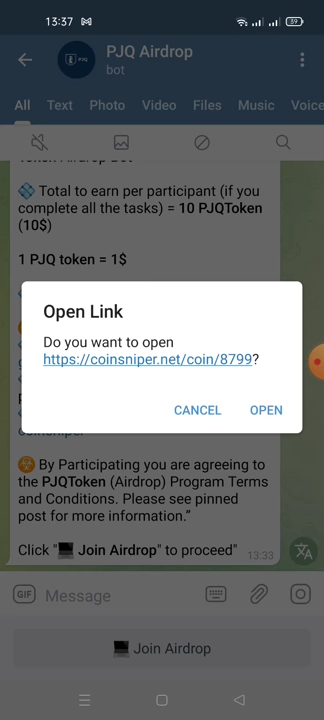 13:37
59
PJQ Airdrop
PJQ
bot
All Text Photo Video Files Music Voice
complete all the tasks) = 10 PJQToken
💠 Total to earn per participant (if you
(10$)
1 PJQ token = 1$
Open Link
Do you want to open
https://coinsniper.net/coin/8799?
CANCEL OPEN
coinsniper
☣ By Participating you are agreeing to
the PJQToken (Airdrop) Program Terms
and Conditions. Please see pinned
post for more information.”
Click "💻 Join Airdrop" to proceed"
13:33
GIF Message
💻 Join Airdrop